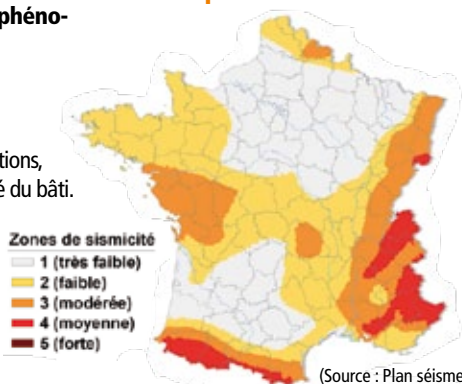 phéno-
tions,
é du bâti.
Zones de sismicité
1 (très faible)
2 (faible)
3 (modérée)
4 (moyenne)
5 (forte)
(Source : Plan séisme